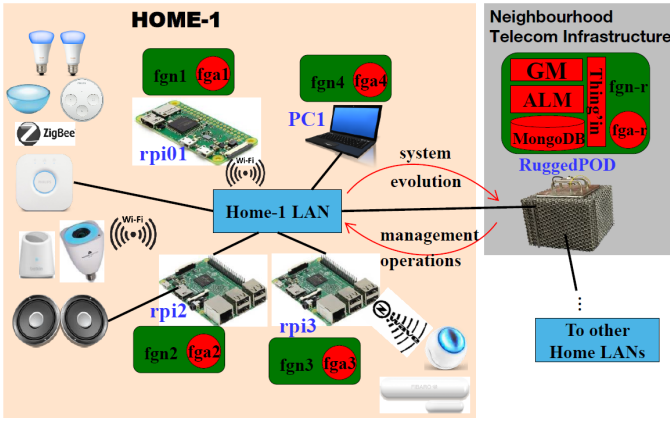 HOME-1
Neighbourhood
Telecom Infrastructure
fgn1
fga1
fgn4
fga4
GM
ALM
MongoDB
Thing'in
fgn-r
fga-r
ZigBee
rpi01
PC1
RuggedPOD
Wi-Fi
system
evolution
Home-1 LAN
Wi-Fi
management
operations
rpi2
rpi3
fgn2
fga2
fgn3
fga3
To other
Home LANs